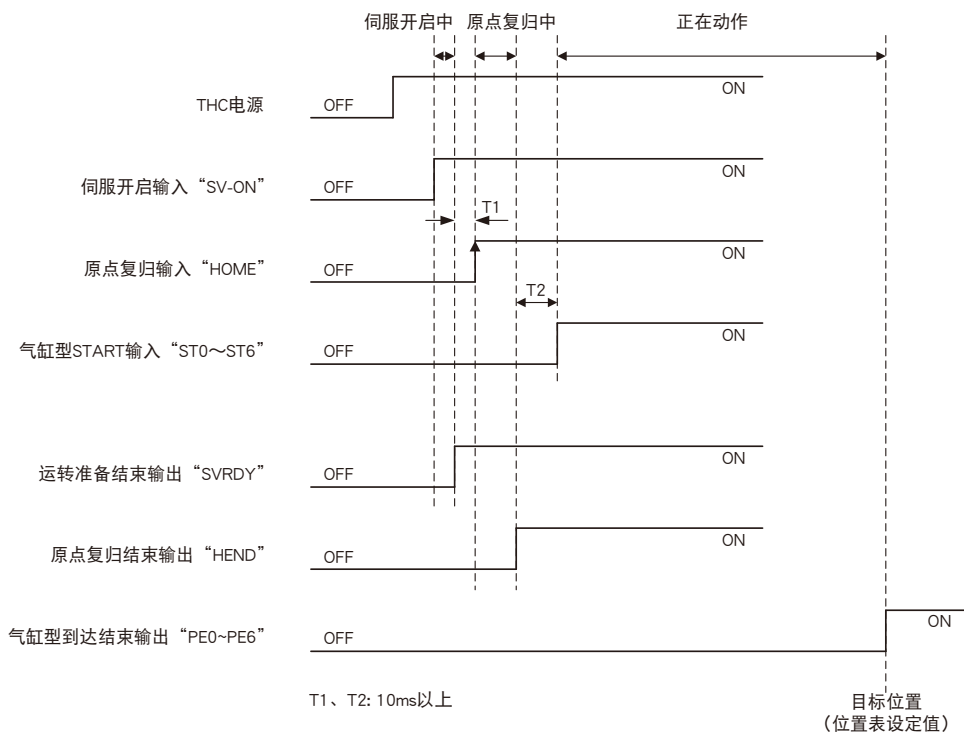 伺服开启中 原点复归中 正在动作
THC电源 OFF ON
伺服开启输入“SV-ON” OFF ON
T1
原点复归输入“HOME” OFF ON
T2
气缸型START输入“ST0～ST6” OFF ON
运转准备结束输出“SVRDY” OFF ON
原点复归结束输出“HEND” OFF ON
气缸型到达结束输出“PE0~PE6” OFF ON
T1、T2: 10ms以上
目标位置
（位置表设定值）